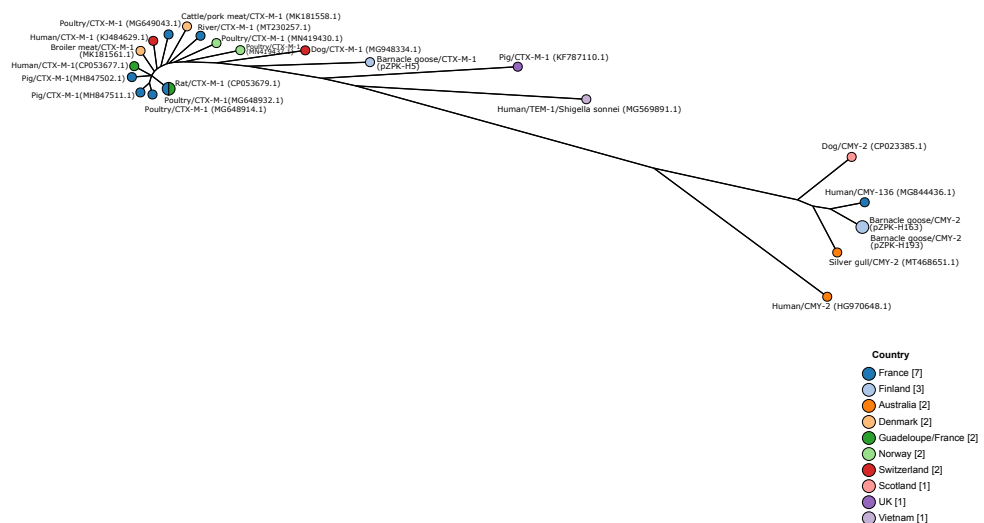 Cattle/pork meat/CTX-M (MK181558.1)
Poultry/CTX-M-1 (MG649043.1)
River/CTX-M-1 (MT230257.1)
Human/CTX-M-1 (KJ484629.1)
Poultry/CTX-M-1 (MN419430.1)
Broiler meat/CTX-M-1
(MK181561.1)
Poultry/CTX-M-1
Dog/CTX-M-1 (MG948334.1)
Barnacle goose/CTX-M-1
(pZPK-H5)
Pig/CTX-M-1 (KF787110.1)
Human/CTX-M-1(CP053677.1)
Pig/CTX-M-1(MH847502.1)
Rat/CTX-M-1 (CP053679.1)
Pig/CTX-M-1(MH847511.1)
Poultry/CTX-M-1(MG648932.1)
Poultry/CTX-M-1 (MG648914.1)
Human/TEM-1/Shigella sonnei (MG569891.1)
Dog/CMY-2 (CP023385.1)
Human/CMY-136 (MG844436.1)
Barnacle goose/CMY-2
(pZPK-H163)
Barnacle goose/CMY-2
(pZPK-H193)
Silver gull/CMY-2 (MT468651.1)
Human/CMY-2 (HG970648.1)
Country
France [7]
Finland [3]
Australia [2]
Denmark [2]
Guadeloupe/France [2]
Norway [2]
Switzerland [2]
Scotland [1]
UK [1]
Vietnam [1]